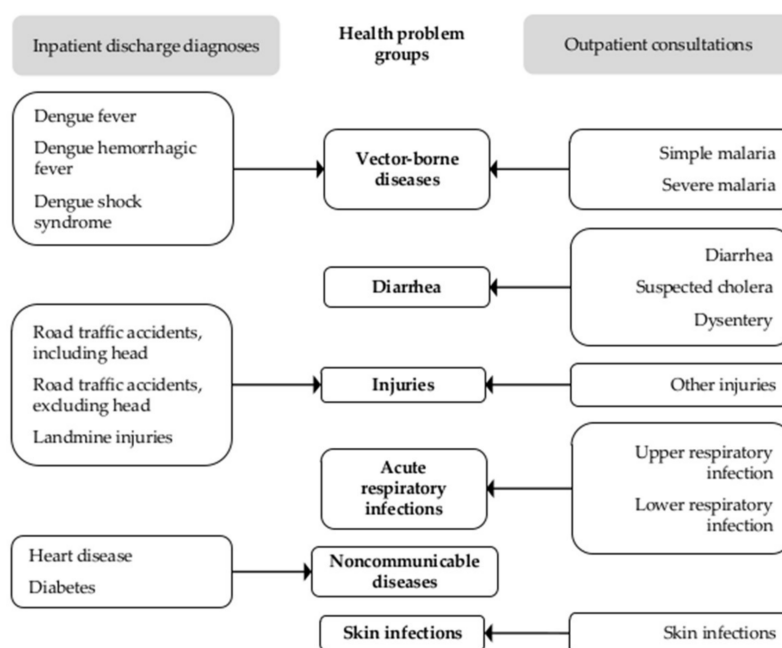 Inpatient discharge diagnoses
Health problem
groups
Outpatient consultations
Dengue fever
Dengue hemorrhagic
fever
Dengue shock
syndrome
Vector-borne
diseases
Simple malaria
Severe malaria
Diarrhea
Diarrhea
Suspected cholera
Dysentery
Road traffic accidents,
including head
Road traffic accidents,
excluding head
Landmine injuries
Injuries
Other injuries
Acute
respiratory
infections
Upper respiratory
infection
Lower respiratory
infection
Heart disease
Diabetes
Noncommunicable
diseases
Skin infections
Skin infections